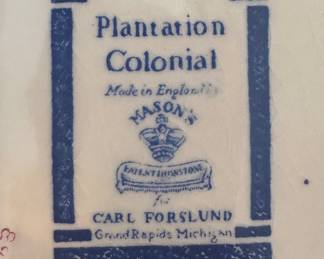 Plantation
Colonial
Made in England
MASON'S
PATENT IRONSTONE
for
CARL FORSLUND
Grand Rapids Michigan